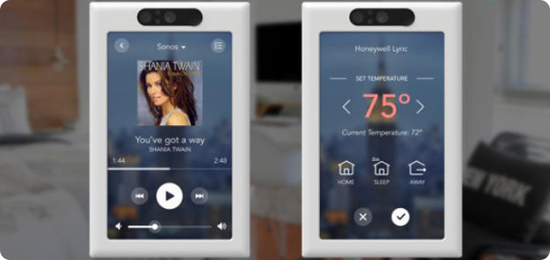 Sonos
SHANIA TWAIN
You've got a way
SHANIA TWAIN
1:44
2:48
Honeywell Lyric
SET TEMPERATURE
75°
Current Temperature: 72°
HOME
SLEEP
AWAY
NEW YORK